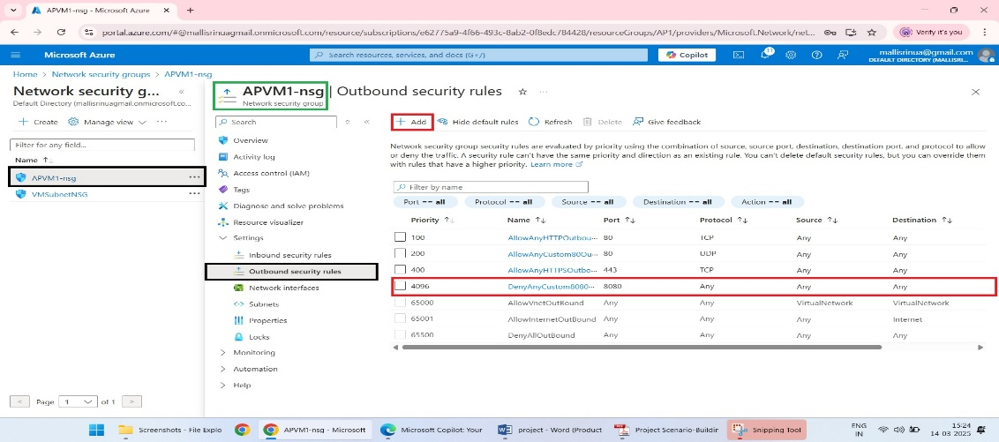 APVM1-nsg - Microsoft Azure
portal.azure.com/#@mallisrinuagmail.onmicrosoft.com/resource/subscriptions/e62775a9-4f66-493c-8ab2-0f8edc784428/resourceGroups/AP1/providers/Microsoft.Network/net...
Verify it's you
Microsoft Azure
Search resources, services, and docs (G+/)
Copilot
11
mallisrinua@gmail.com
DEFAULT DIRECTORY (MALLISRI...
Home > Network security groups > APVM1-nsg
Network security g...
Default Directory (mallisrinuagmail.onmicrosoft.co...
+ Create
Manage view
...
Filter for any field...
Name ↑
APVM1-nsg ...
VMSubnetNSG ...
Page 1 of 1
APVM1-nsg | Outbound security rules
Network security group
Search
Overview
Activity log
Access control (IAM)
Tags
Diagnose and solve problems
Resource visualizer
Settings
Inbound security rules
Outbound security rules
Network interfaces
Subnets
Properties
Locks
Monitoring
Automation
Help
+ Add
Hide default rules
Refresh
Delete
Give feedback
Network security group security rules are evaluated by priority using the combination of source, source port, destination, destination port, and protocol to allow
or deny the traffic. A security rule can't have the same priority and direction as an existing rule. You can't delete default security rules, but you can override them
with rules that have a higher priority. Learn more
Filter by name
Port == all
Protocol == all
Source == all
Destination == all
Action == all
Priority ↑↓ Name ↑↓ Port ↑↓ Protocol ↑↓ Source ↑↓ Destination ↑↓
100 AllowAnyHTTPOutbou... 80 TCP Any Any
200 AllowAnyCustom80Ou... 80 UDP Any Any
400 AllowAnyHTTPSOutbo... 443 TCP Any Any
4096 DenyAnyCustom8080... 8080 Any Any Any
65000 AllowVnetOutBound Any Any VirtualNetwork VirtualNetwork
65001 AllowInternetOutBound Any Any Any Internet
65500 DenyAllOutBound Any Any Any Any
Screenshots - File Explo
APVM1-nsg - Microsoft
Microsoft Copilot: Your
project - Word (Product
Project Scenario-Buildir
Snipping Tool
ENG
IN
15:24
14-03-2025